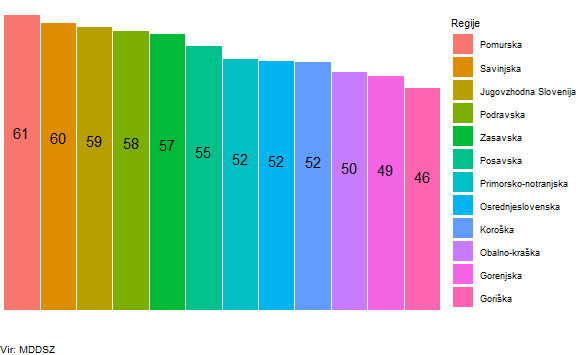 61
60
59
58
57
55
52
52
52
50
49
46
Regije
Pomurska
Savinjska
Jugovzhodna Slovenija
Podravska
Zasavska
Posavska
Primorsko-notranjska
Osrednjeslovenska
Koroška
Obalno-kraška
Gorenjska
Goriška
Vir: MDDSZ